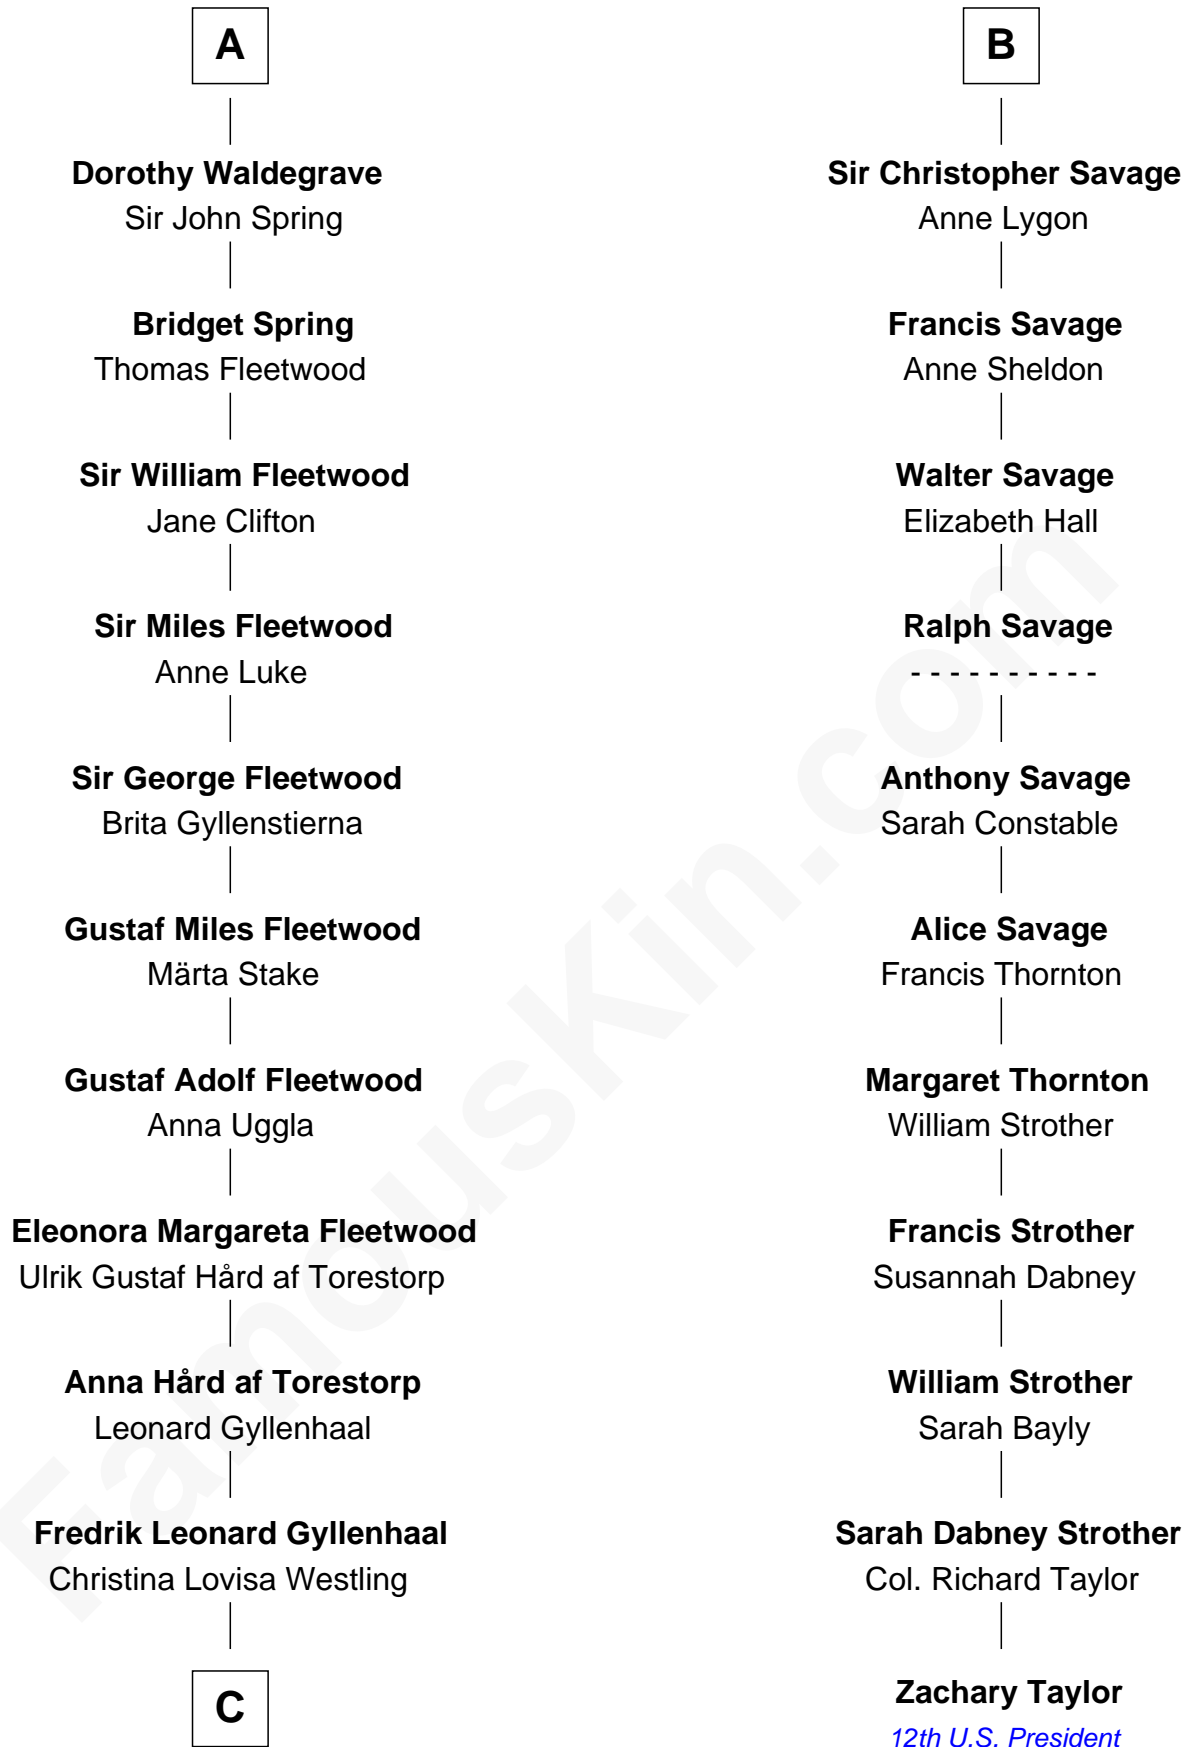 A
Dorothy Waldegrave
Sir John Spring
Bridget Spring
Thomas Fleetwood
Sir William Fleetwood
Jane Clifton
Sir Miles Fleetwood
Anne Luke
Sir George Fleetwood
Brita Gyllenstierna
Gustaf Miles Fleetwood
Märta Stake
Gustaf Adolf Fleetwood
Anna Uggla
Eleonora Margareta Fleetwood
Ulrik Gustaf Hård af Torestorp
Anna Hård af Torestorp
Leonard Gyllenhaal
Fredrik Leonard Gyllenhaal
Christina Lovisa Westling
C
B
Sir Christopher Savage
Anne Lygon
Francis Savage
Anne Sheldon
Walter Savage
Elizabeth Hall
Ralph Savage
- - - - - - - - - -
Anthony Savage
Sarah Constable
Alice Savage
Francis Thornton
Margaret Thornton
William Strother
Francis Strother
Susannah Dabney
William Strother
Sarah Bayly
Sarah Dabney Strother
Col. Richard Taylor
Zachary Taylor
12th U.S. President
FamousKin.com